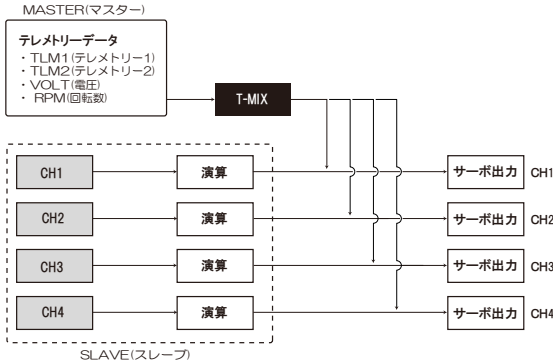 MASTER(マスター)
テレメトリーデータ
・TLM1(テレメトリー1)
・TLM2(テレメトリー2)
・VOLT(電圧)
・RPM(回転数)
T-MIX
CH1 演算 サーボ出力 CH1
CH2 演算 サーボ出力 CH2
CH3 演算 サーボ出力 CH3
CH4 演算 サーボ出力 CH4
SLAVE(スレーブ)